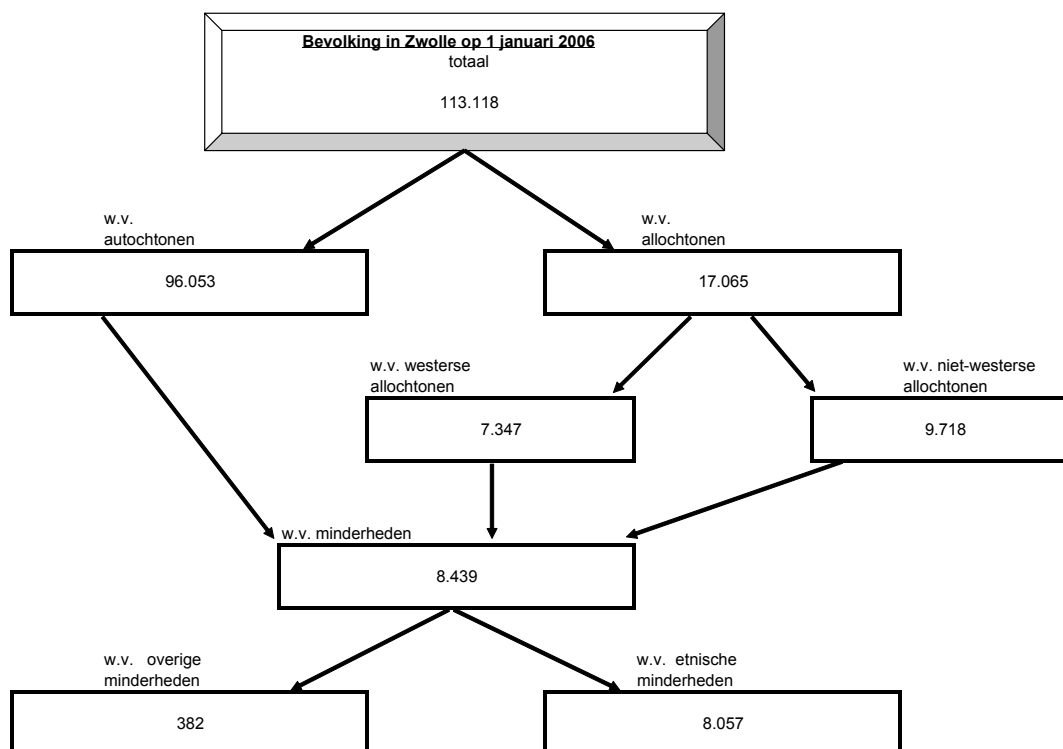 Bevolking in Zwolle op 1 januari 2006
totaal
113.118
w.v.
autochtonen
96.053
w.v.
allochtonen
17.065
w.v. westerse
allochtonen
7.347
w.v. niet-westerse
allochtonen
9.718
w.v. minderheden
8.439
w.v. overige
minderheden
382
w.v. etnische
minderheden
8.057